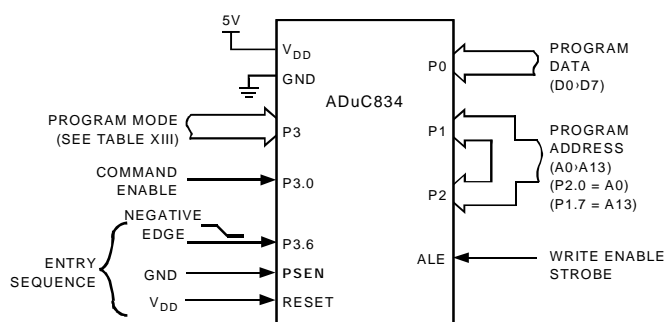 5V
VDD
GND
ADuC834
PROGRAM MODE
(SEE TABLE XIII)
P3
COMMAND
ENABLE
P3.0
NEGATIVE
EDGE
P3.6
ENTRY
SEQUENCE
GND
PSEN
VDD
RESET
P0
PROGRAM
DATA
(D0›D7)
P1
P2
PROGRAM
ADDRESS
(A0›A13)
(P2.0 = A0)
(P1.7 = A13)
ALE
WRITE ENABLE
STROBE